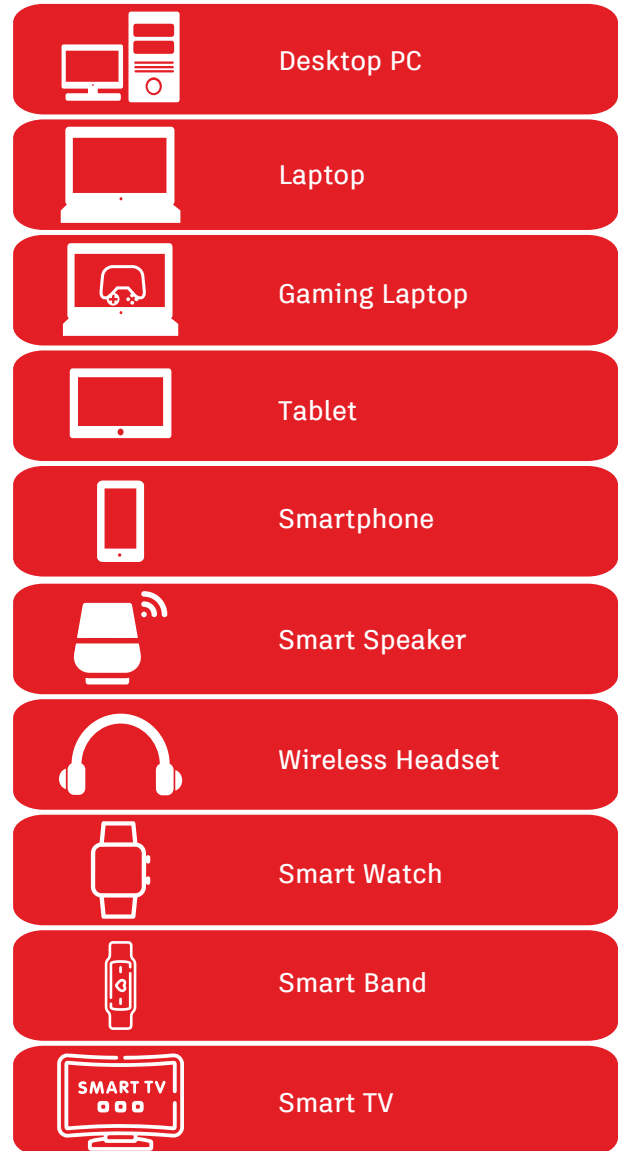 Desktop PC
Laptop
Gaming Laptop
Tablet
Smartphone
Smart Speaker
Wireless Headset
Smart Watch
Smart Band
SMART TV
Smart TV